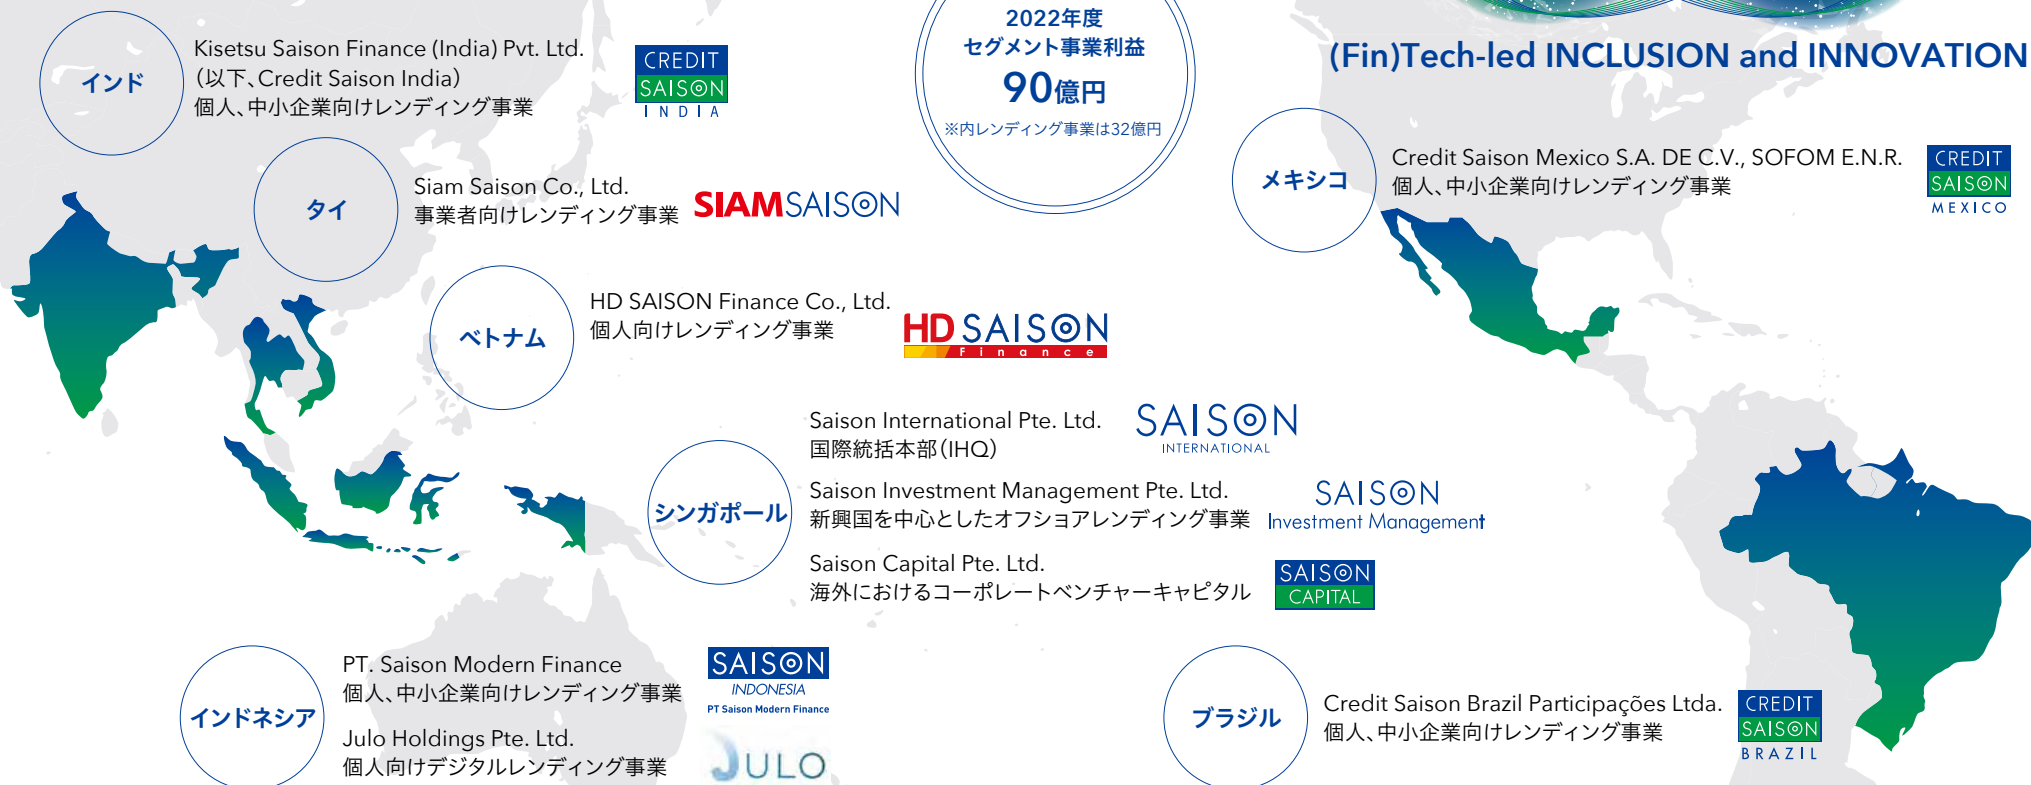 インド
Kisetsu Saison Finance (India) Pvt. Ltd.
(以下、Credit Saison India)
個人、中小企業向けレンディング事業
CREDIT
SAISON
INDIA
2022年度
セグメント事業利益
90億円
※内レンディング事業は32億円
(Fin)Tech-led INCLUSION and INNOVATION
タイ
Siam Saison Co., Ltd.
事業者向けレンディング事業
SIAMSAISON
メキシコ
Credit Saison Mexico S.A. DE C.V., SOFOM E.N.R.
個人、中小企業向けレンディング事業
CREDIT
SAISON
MEXICO
ベトナム
HD SAISON Finance Co., Ltd.
個人向けレンディング事業
HD SAISON
Finance
シンガポール
Saison International Pte. Ltd.
国際統括本部(IHQ)
SAISON
INTERNATIONAL
Saison Investment Management Pte. Ltd.
新興国を中心としたオフショアレンディング事業
SAISON
Investment Management
Saison Capital Pte. Ltd.
海外におけるコーポレートベンチャーキャピタル
SAISON
CAPITAL
インドネシア
PT. Saison Modern Finance
個人、中小企業向けレンディング事業
SAISON
INDONESIA
PT Saison Modern Finance
Julo Holdings Pte. Ltd.
個人向けデジタルレンディング事業
JULO
ブラジル
Credit Saison Brazil Participações Ltda.
個人、中小企業向けレンディング事業
CREDIT
SAISON
BRAZIL